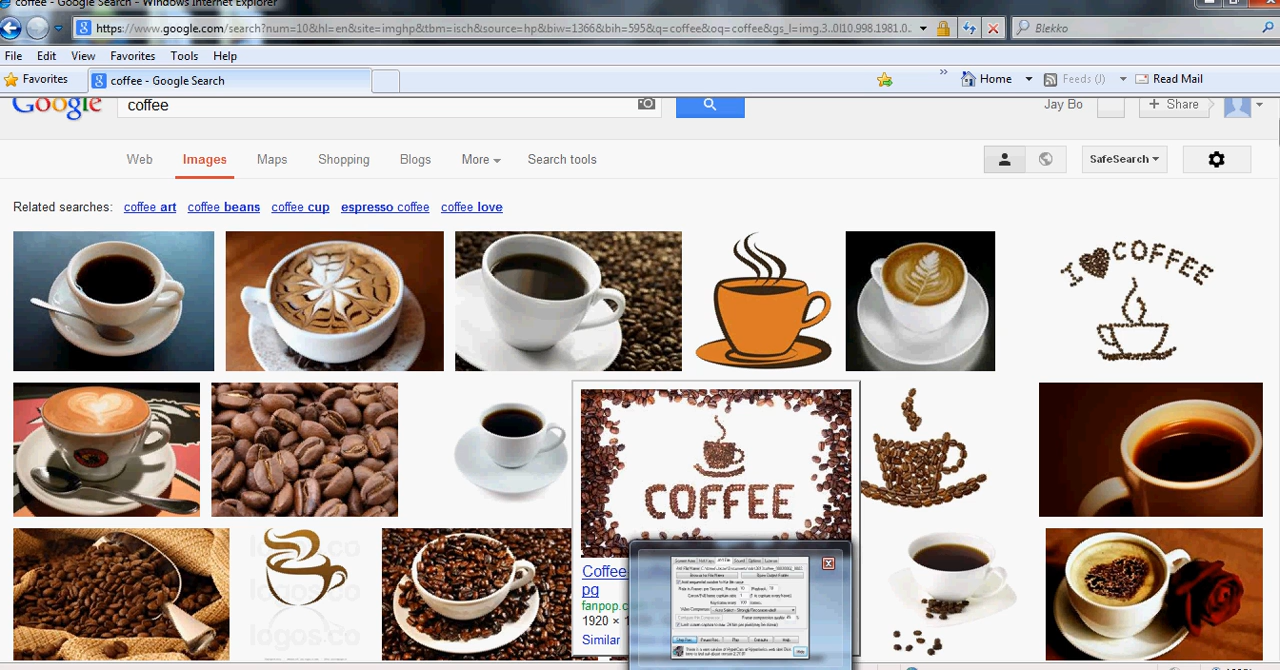 coffee - Google Search - Windows Internet Explorer
https://www.google.com/search?num=10&hl=en&site=imghp&tbm=isch&source=hp&biw=1366&bih=595&q=coffee&oq=coffee&gs_l=img.3..0l10.998.1981.0..
Blekko
File Edit View Favorites Tools Help
Favorites coffee - Google Search Home Feeds (J) Read Mail
Google coffee Jay Bo + Share
Web Images Maps Shopping Blogs More Search tools SafeSearch
Related searches: coffee art coffee beans coffee cup espresso coffee coffee love
I COFFEE
COFFEE
Coffee
pg
fanpop.c
1920 ×
Similar
logos.co